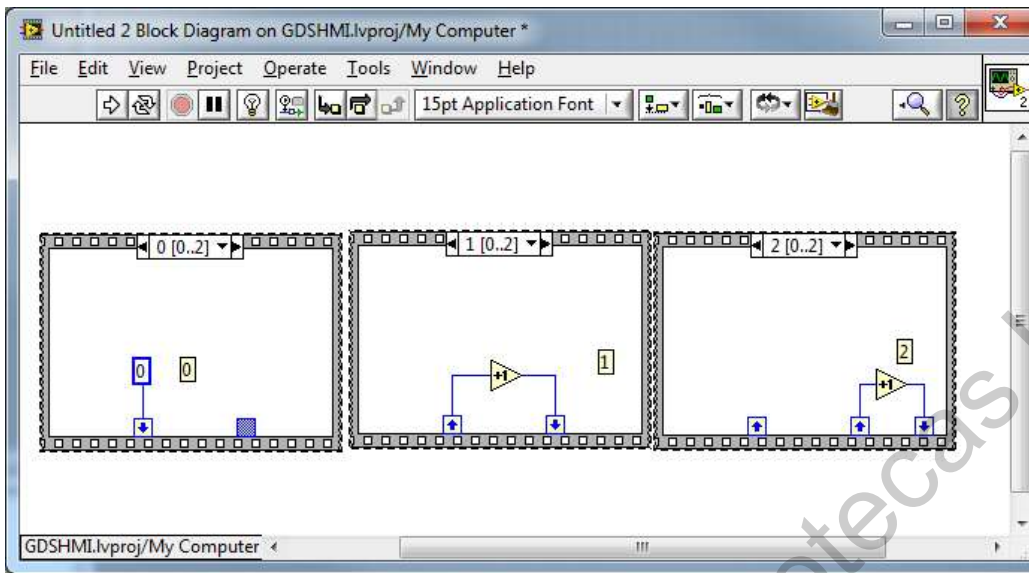 Untitled 2 Block Diagram on GDSHMI.lvproj/My Computer *
File Edit View Project Operate Tools Window Help
15pt Application Font
2
0 [0..2]
1 [0..2]
2 [0..2]
0
0
+1
1
2
+1
GDSHMI.lvproj/My Computer
otecas